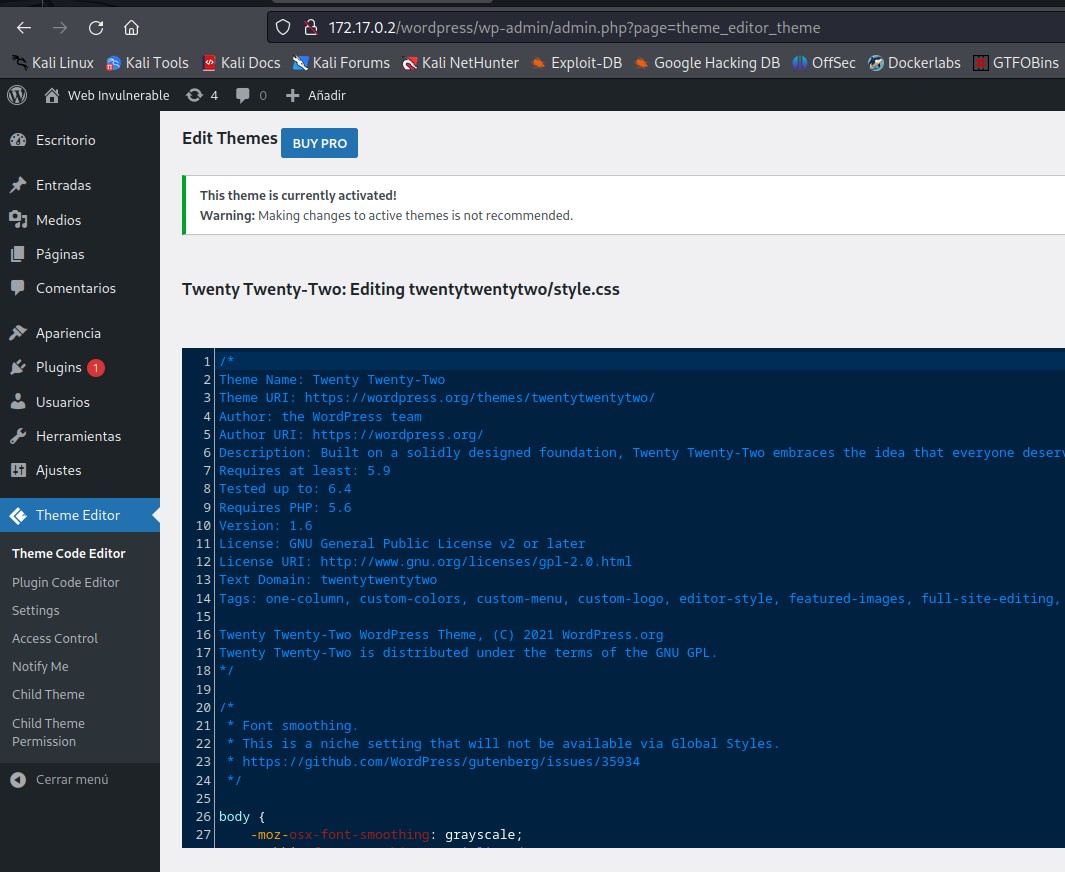 172.17.0.2/wordpress/wp-admin/admin.php?page=theme_editor_theme
Kali Linux Kali Tools Kali Docs Kali Forums Kali NetHunter Exploit-DB Google Hacking DB OffSec Dockerlabs GTFOBins
Web Invulnerable 4 0 Añadir
Escritorio
Entradas
Medios
Páginas
Comentarios
Apariencia
Plugins 1
Usuarios
Herramientas
Ajustes
Theme Editor
Theme Code Editor
Plugin Code Editor
Settings
Access Control
Notify Me
Child Theme
Child Theme
Permission
Cerrar menú
Edit Themes BUY PRO
This theme is currently activated!
Warning: Making changes to active themes is not recommended.
Twenty Twenty-Two: Editing twentytwentytwo/style.css
1 /*
2 Theme Name: Twenty Twenty-Two
3 Theme URI: https://wordpress.org/themes/twentytwentytwo/
4 Author: the WordPress team
5 Author URI: https://wordpress.org/
6 Description: Built on a solidly designed foundation, Twenty Twenty-Two embraces the idea that everyone deserv
7 Requires at least: 5.9
8 Tested up to: 6.4
9 Requires PHP: 5.6
10 Version: 1.6
11 License: GNU General Public License v2 or later
12 License URI: http://www.gnu.org/licenses/gpl-2.0.html
13 Text Domain: twentytwentytwo
14 Tags: one-column, custom-colors, custom-menu, custom-logo, editor-style, featured-images, full-site-editing,
15
16 Twenty Twenty-Two WordPress Theme, (C) 2021 WordPress.org
17 Twenty Twenty-Two is distributed under the terms of the GNU GPL.
18 */
19
20 /*
21 * Font smoothing.
22 * This is a niche setting that will not be available via Global Styles.
23 * https://github.com/WordPress/gutenberg/issues/35934
24 */
25
26 body {
27 -moz-osx-font-smoothing: grayscale;